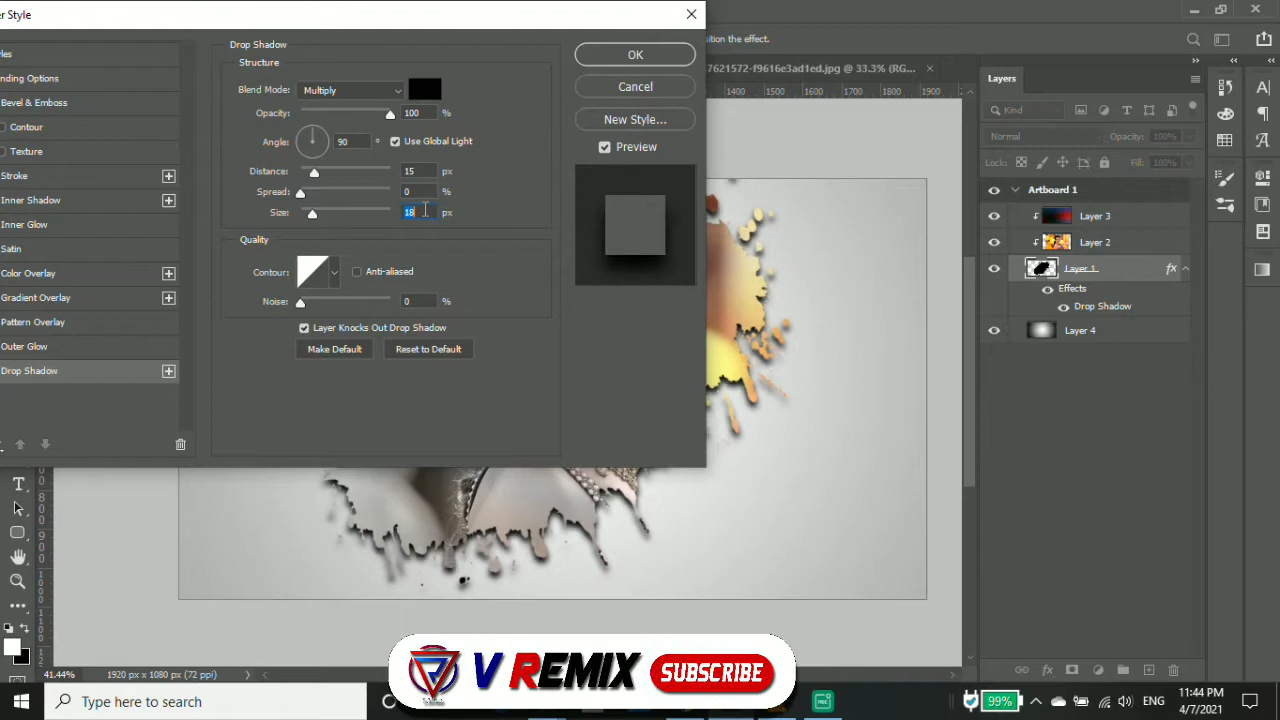 er Style
sition the effect.
Drop Shadow
Structure
Blend Mode: Multiply
Opacity: 100 %
Angle: 90 °
Use Global Light
Distance: 15 px
Spread: 0 %
Size: 18 px
Quality
Contour:
Anti-aliased
Noise: 0 %
Layer Knocks Out Drop Shadow
Make Default
Reset to Default
yles
nding Options
Bevel & Emboss
Contour
Texture
Stroke
Inner Shadow
Inner Glow
Satin
Color Overlay
Gradient Overlay
Pattern Overlay
Outer Glow
Drop Shadow
OK
Cancel
New Style...
Preview
7621572-f9616e3ad1ed.jpg @ 33.3% (RG...
1400 1500 1600 1700 1800 1900
Layers
Kind
Normal
Opacity: 100%
Lock:
Fill: 100%
Artboard 1
Layer 3
Layer 2
Layer 1
fx
Effects
Drop Shadow
Layer 4
41.44%
1920 px x 1080 px (72 ppi)
V REMIX
SUBSCRIBE
Type here to search
99%
ENG
11:44 PM
4/7/2021